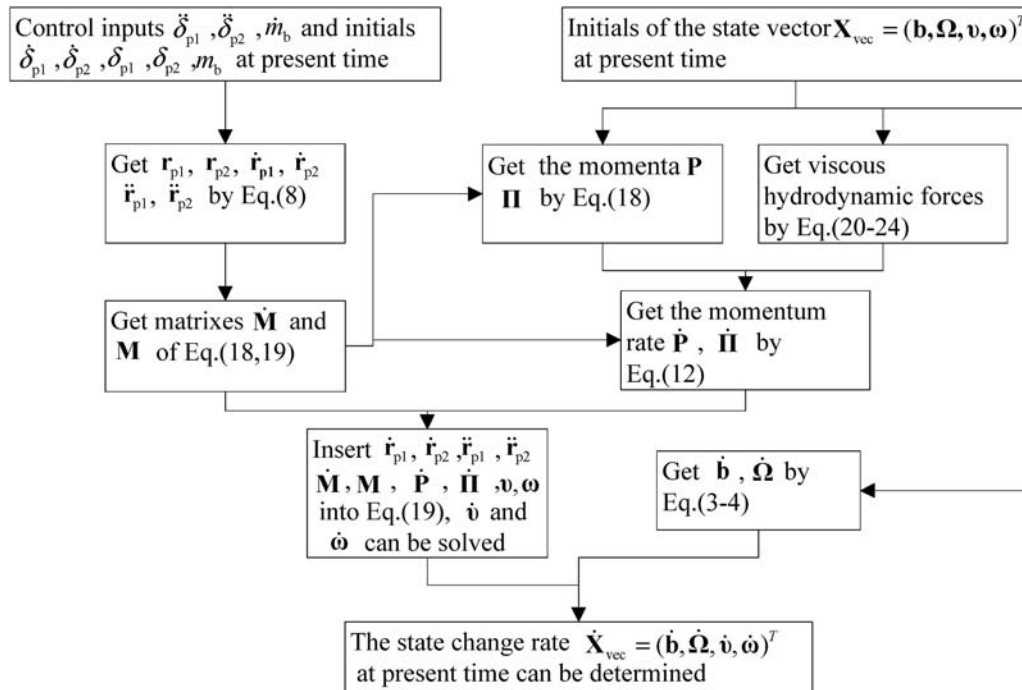 Control inputs δ̈p1 ,δ̈p2 ,ṁb and initials
δ̇p1 ,δ̇p2 ,δp1 ,δp2 ,mb at present time
Initials of the state vector Xvec = (b, Ω, υ, ω)^T
at present time
Get rp1, rp2, ṙp1, ṙp2
r̈p1, r̈p2 by Eq.(8)
Get the momenta P
Π by Eq.(18)
Get viscous
hydrodynamic forces
by Eq.(20-24)
Get matrixes Ṁ and
M of Eq.(18,19)
Get the momentum
rate Ṗ , Π̇ by
Eq.(12)
Insert ṙp1, ṙp2 ,r̈p1 , r̈p2
Ṁ, M , Ṗ , Π̇ ,υ, ω
into Eq.(19), υ̇ and
ω̇ can be solved
Get ḃ , Ω̇ by
Eq.(3-4)
The state change rate Ẋvec = (ḃ, Ω̇, υ̇, ω̇)^T
at present time can be determined